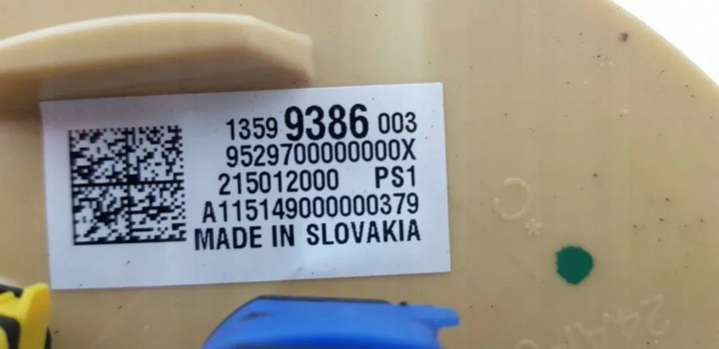 1359 9386 003
9529700000000X
215012000 PS1
A115149000000379
MADE IN SLOVAKIA
C*